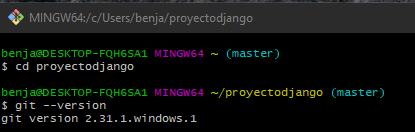 MINGW64:/c/Users/benja/proyectodjango
benja@DESKTOP-FQH6SA1 MINGW64 ~ (master)
$ cd proyectodjango
benja@DESKTOP-FQH6SA1 MINGW64 ~/proyectodjango (master)
$ git --version
git version 2.31.1.windows.1